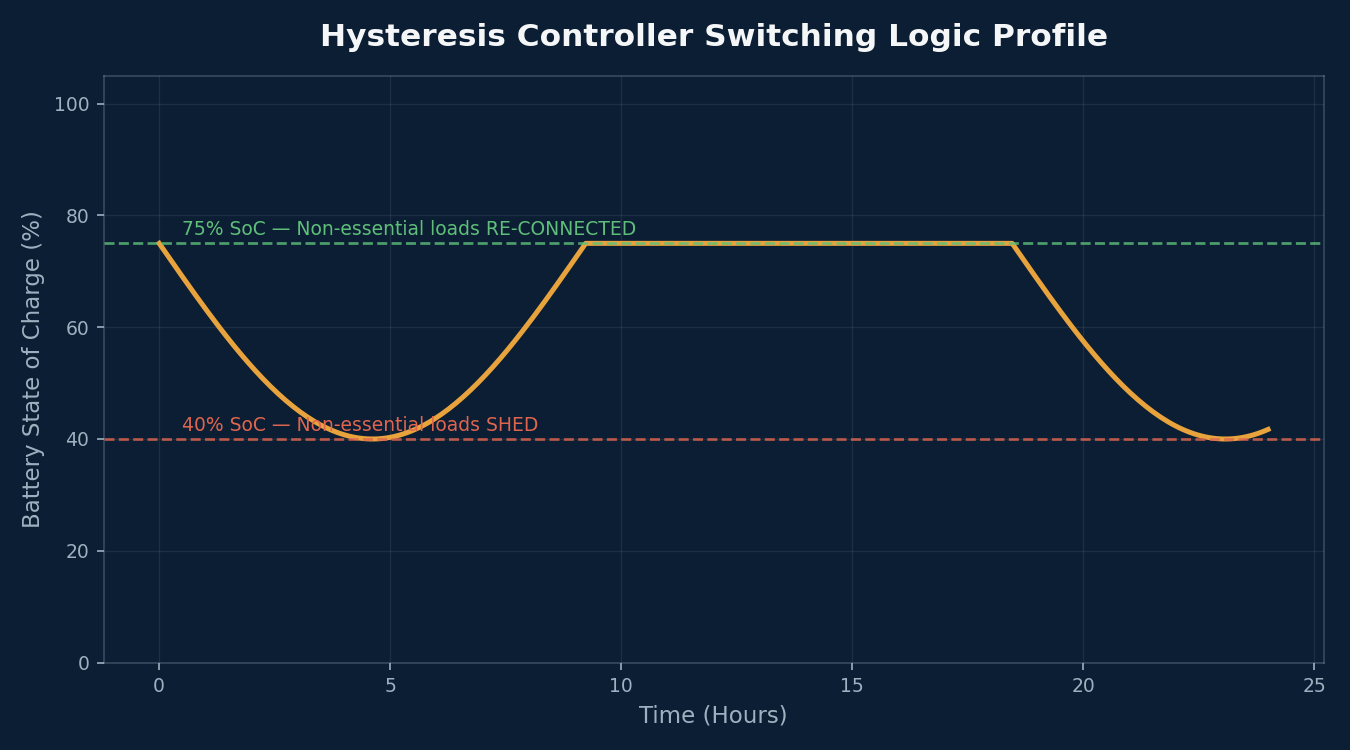 Hysteresis Controller Switching Logic Profile
100
80
60
40
20
0
Battery State of Charge (%)
75% SoC — Non-essential loads RE-CONNECTED
40% SoC — Non-essential loads SHED
0 5 10 15 20 25
Time (Hours)